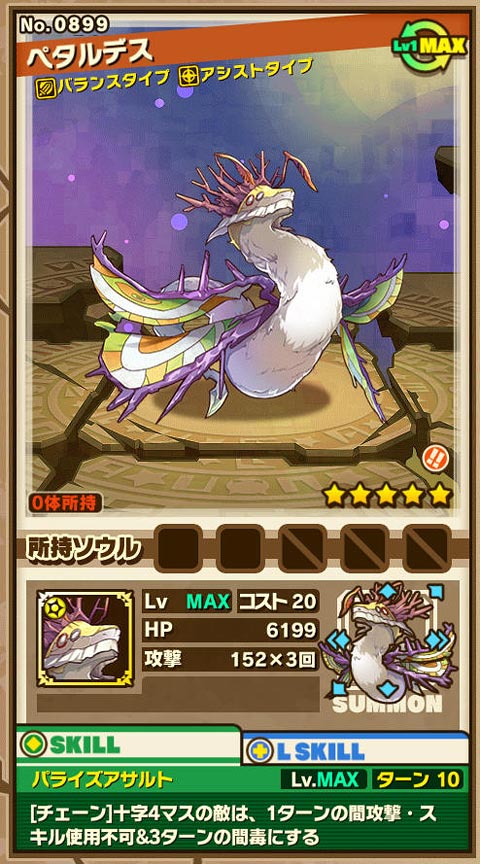 No.0899
ペタルデス
Lv1 MAX
バランスタイプ アシストタイプ
!!
0体所持
所持ソウル
Lv MAX コスト 20
HP 6199
攻撃 152×3回
SUMMON
SKILL
L SKILL
パライズアサルト Lv.MAX ターン 10
[チェーン]十字4マスの敵は、1ターンの間攻撃・ス
キル使用不可&3ターンの間毒にする